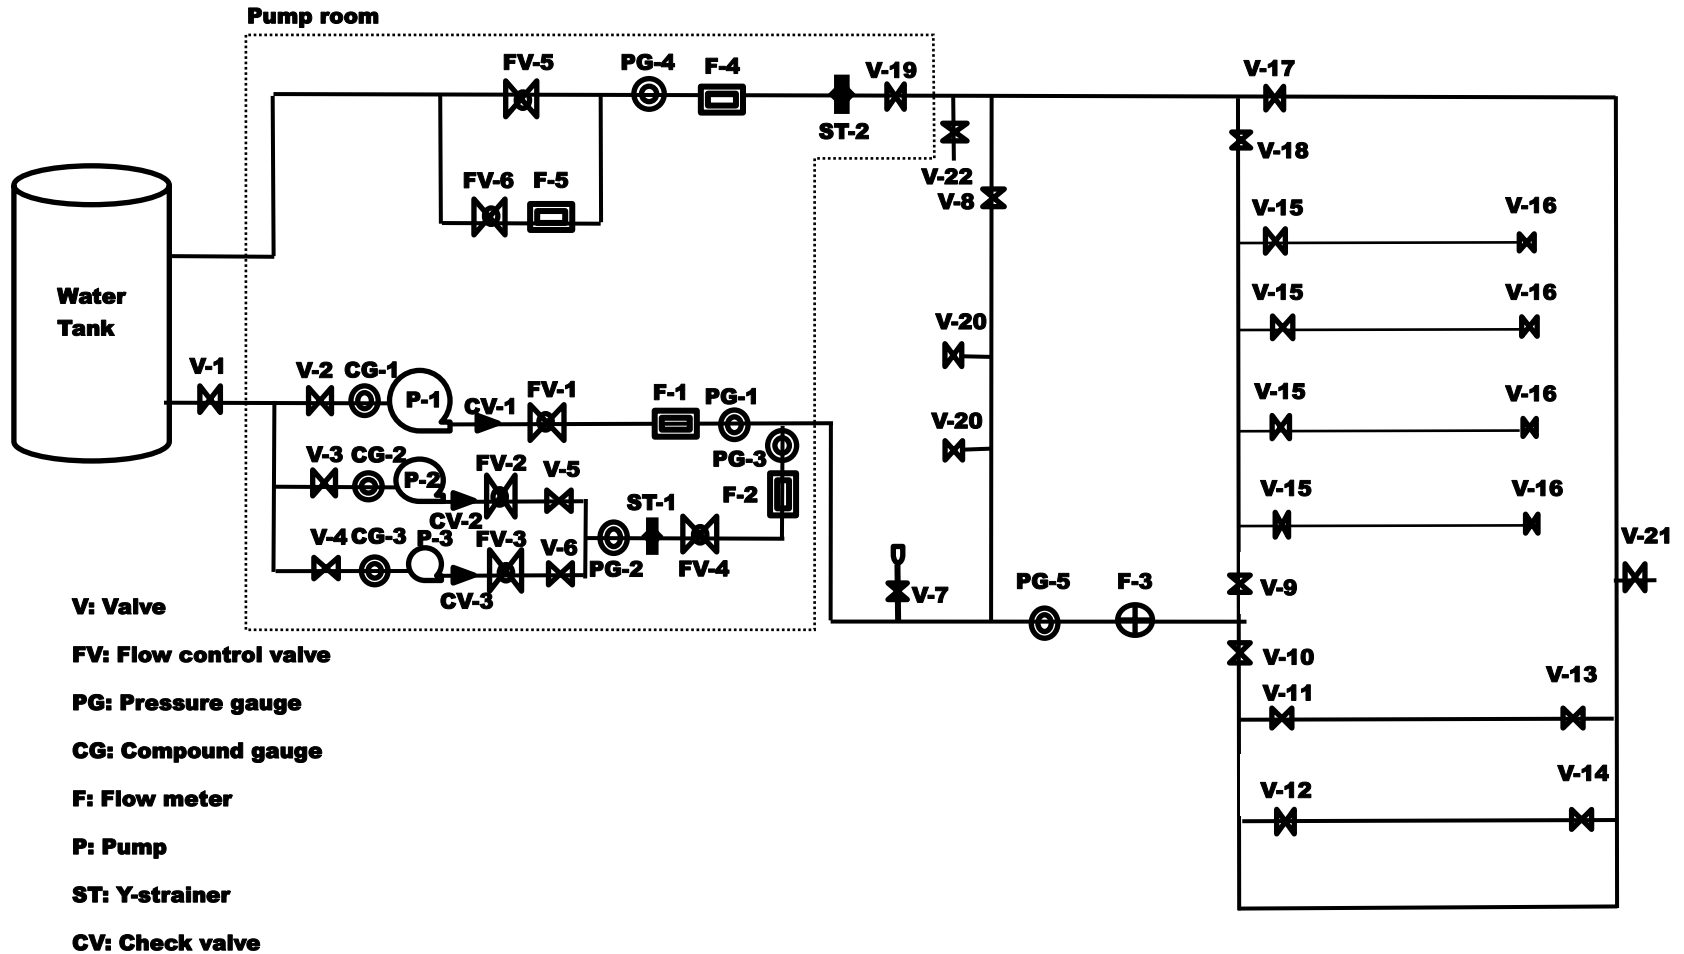 Pump room
FV-5
PG-4
F-4
V-19
V-17
ST-2
V-18
FV-6
F-5
V-22
V-8
V-15
V-16
Water
Tank
V-15
V-16
V-20
V-1
V-2
CG-1
P-1
CV-1
FV-1
F-1
PG-1
V-15
V-16
V-20
V-3
CG-2
P-2
FV-2
V-5
PG-3
F-2
V-15
V-16
CV-2
ST-1
V-4
CG-3
P-3
FV-3
V-6
V-21
PG-2
FV-4
CV-3
V-7
PG-5
F-3
V-9
V-10
V-11
V-13
V-12
V-14
V: Valve
FV: Flow control valve
PG: Pressure gauge
CG: Compound gauge
F: Flow meter
P: Pump
ST: Y-strainer
CV: Check valve